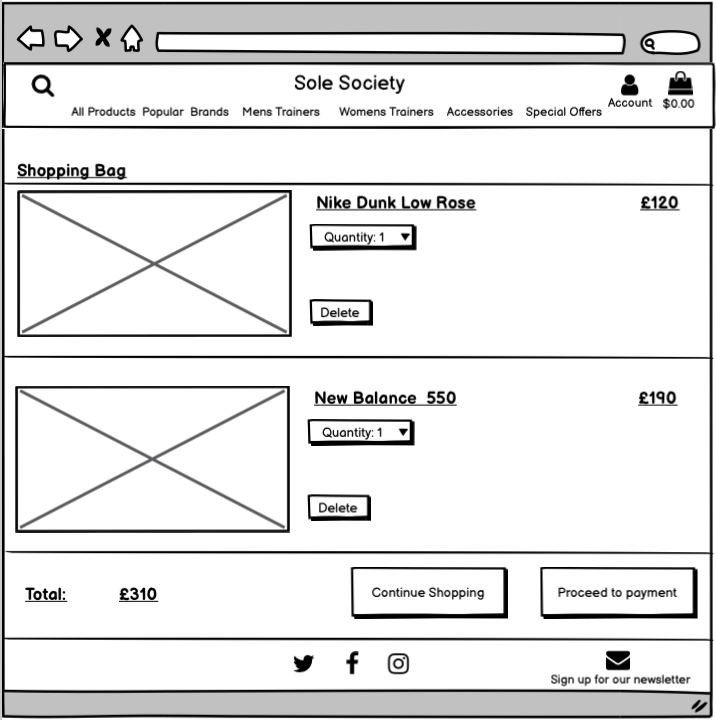 Sole Society
All Products Popular Brands Mens Trainers Womens Trainers Accessories Special Offers
Account $0.00
Shopping Bag
Nike Dunk Low Rose £120
Quantity: 1
Delete
New Balance 550 £190
Quantity: 1
Delete
Total: £310 Continue Shopping Proceed to payment
Sign up for our newsletter